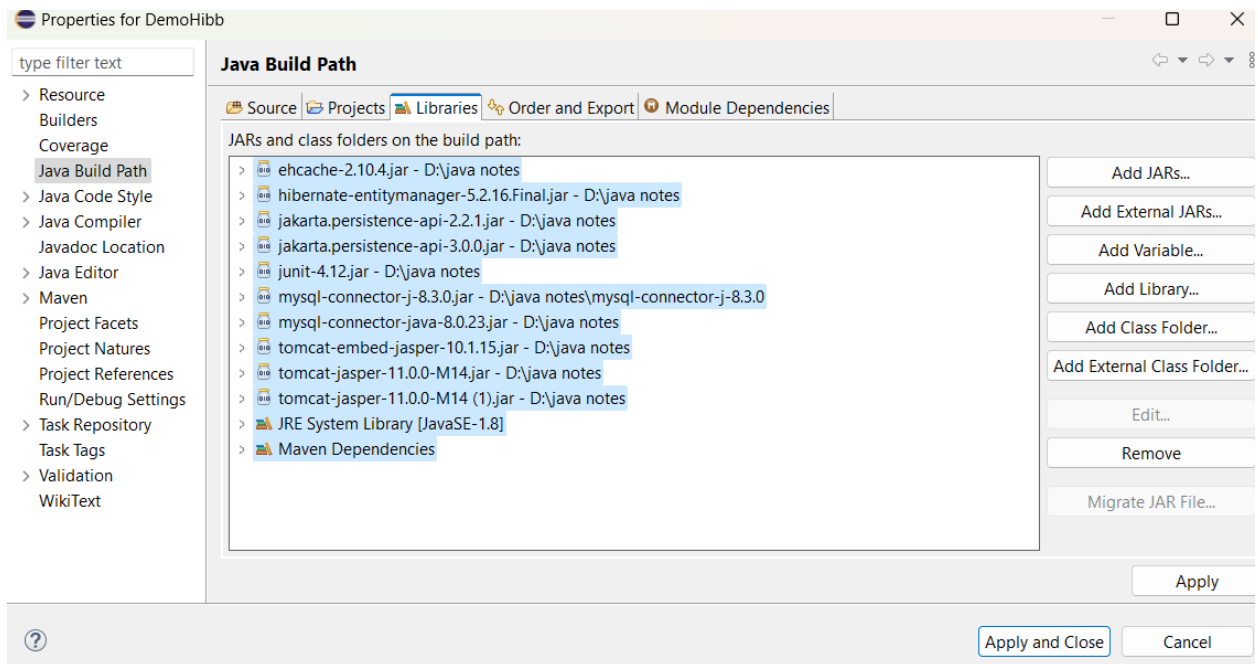 Properties for DemoHibb
type filter text
Resource
Builders
Coverage
Java Build Path
Java Code Style
Java Compiler
Javadoc Location
Java Editor
Maven
Project Facets
Project Natures
Project References
Run/Debug Settings
Task Repository
Task Tags
Validation
WikiText
Java Build Path
Source Projects Libraries Order and Export Module Dependencies
JARs and class folders on the build path:
ehcache-2.10.4.jar - D:\java notes
hibernate-entitymanager-5.2.16.Final.jar - D:\java notes
jakarta.persistence-api-2.2.1.jar - D:\java notes
jakarta.persistence-api-3.0.0.jar - D:\java notes
junit-4.12.jar - D:\java notes
mysql-connector-j-8.3.0.jar - D:\java notes\mysql-connector-j-8.3.0
mysql-connector-java-8.0.23.jar - D:\java notes
tomcat-embed-jasper-10.1.15.jar - D:\java notes
tomcat-jasper-11.0.0-M14.jar - D:\java notes
tomcat-jasper-11.0.0-M14 (1).jar - D:\java notes
JRE System Library [JavaSE-1.8]
Maven Dependencies
Add JARs...
Add External JARs...
Add Variable...
Add Library...
Add Class Folder...
Add External Class Folder...
Edit...
Remove
Migrate JAR File...
Apply
?
Apply and Close
Cancel